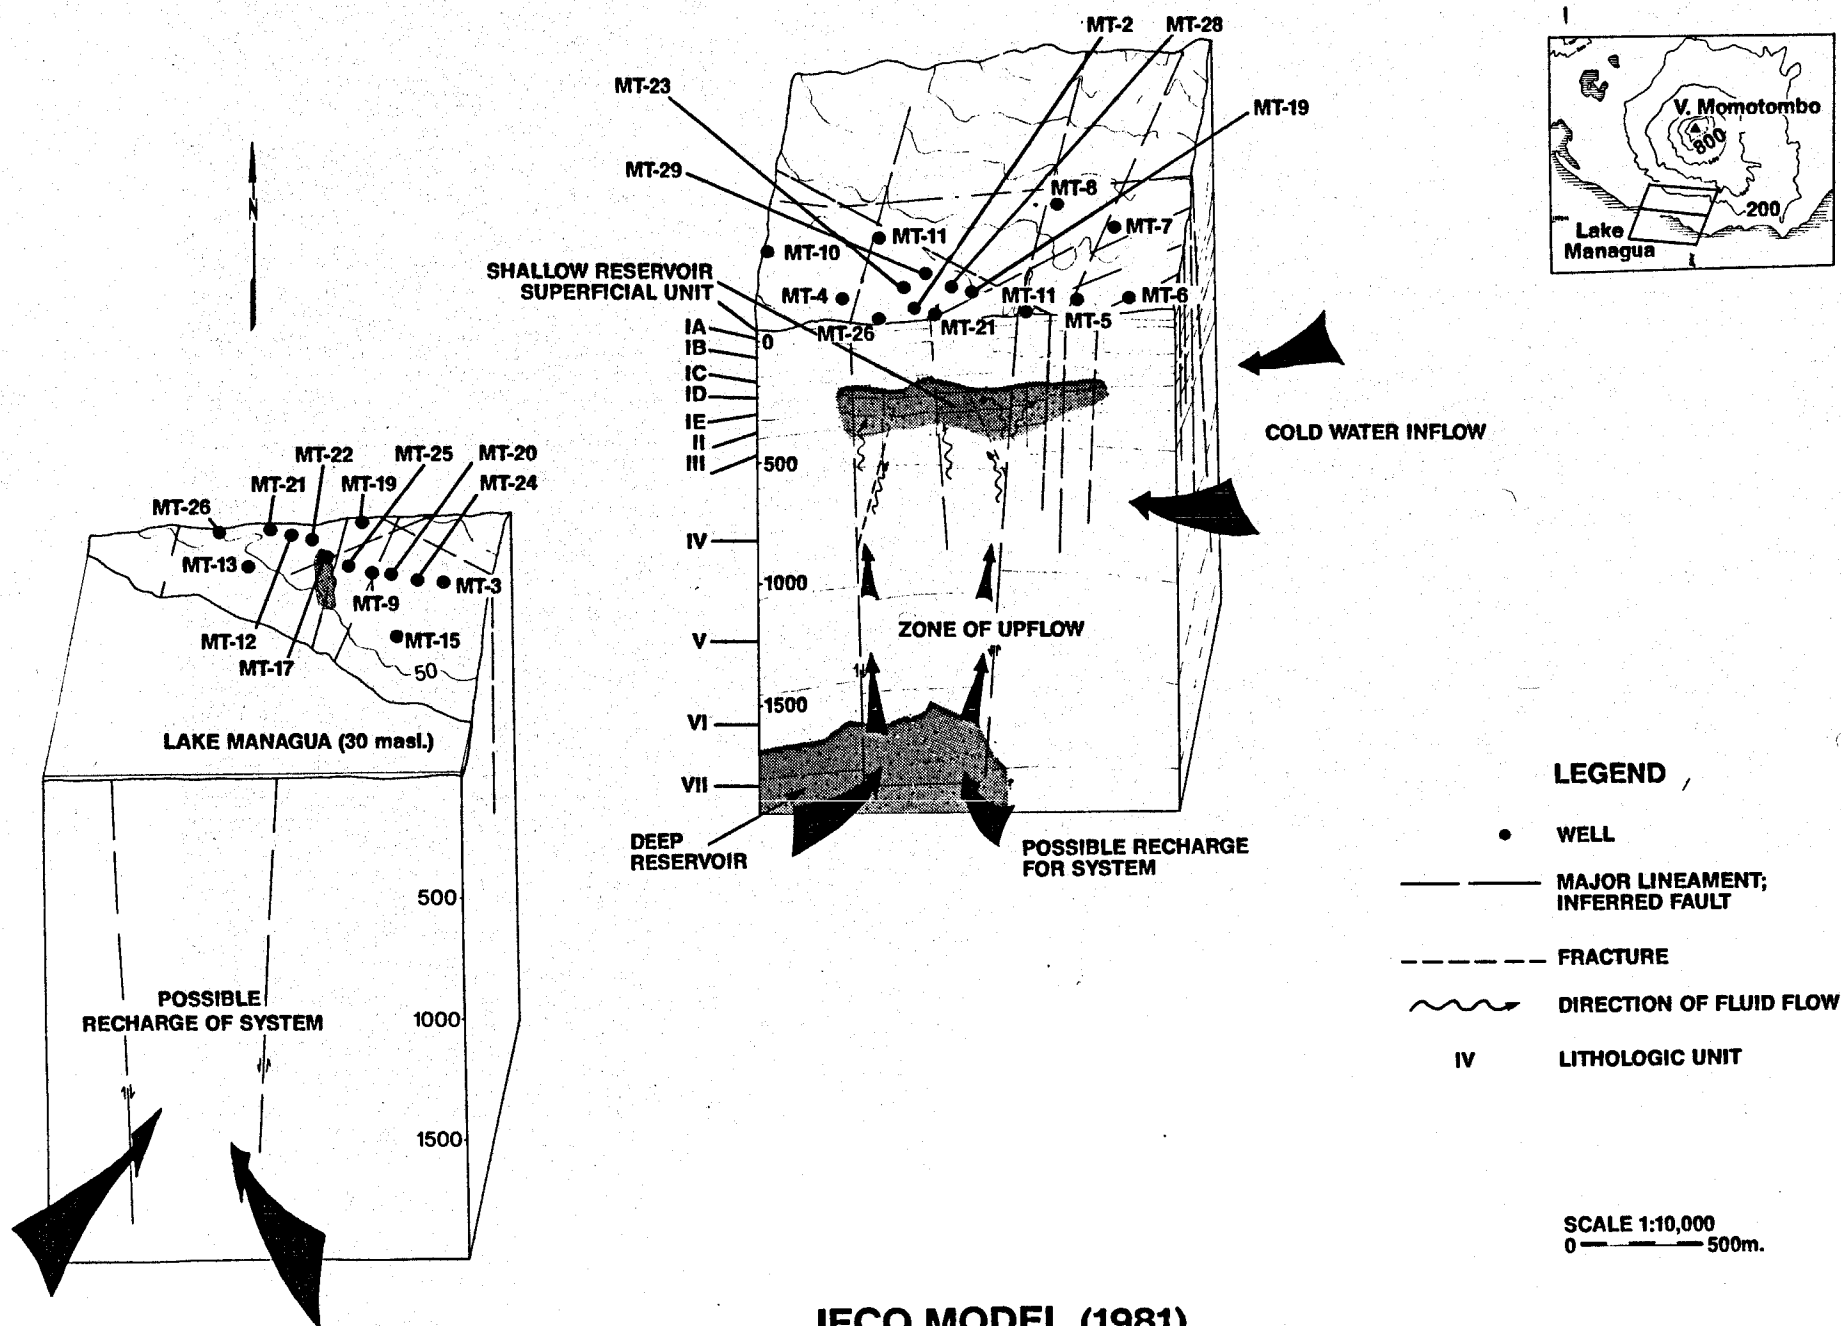 MT-2
MT-28
MT-23
MT-19
V. Momotombo
800
200
Lake
Managua
MT-29
MT-8
MT-7
MT-11
MT-10
SHALLOW RESERVOIR
SUPERFICIAL UNIT
MT-4
MT-11
MT-6
MT-26
MT-21
MT-5
N
IA
0
IB
IC
ID
IE
II
III
500
IV
1000
V
1500
VI
VII
COLD WATER INFLOW
ZONE OF UPFLOW
DEEP
RESERVOIR
POSSIBLE RECHARGE
FOR SYSTEM
MT-22
MT-25
MT-20
MT-21
MT-19
MT-24
MT-26
MT-13
MT-9
MT-3
MT-12
MT-15
MT-17
50
LAKE MANAGUA (30 masl.)
500
POSSIBLE
RECHARGE OF SYSTEM
1000
1500
LEGEND
WELL
MAJOR LINEAMENT;
INFERRED FAULT
FRACTURE
DIRECTION OF FLUID FLOW
IV LITHOLOGIC UNIT
SCALE 1:10,000
0 500m.
IECO MODEL (1981)